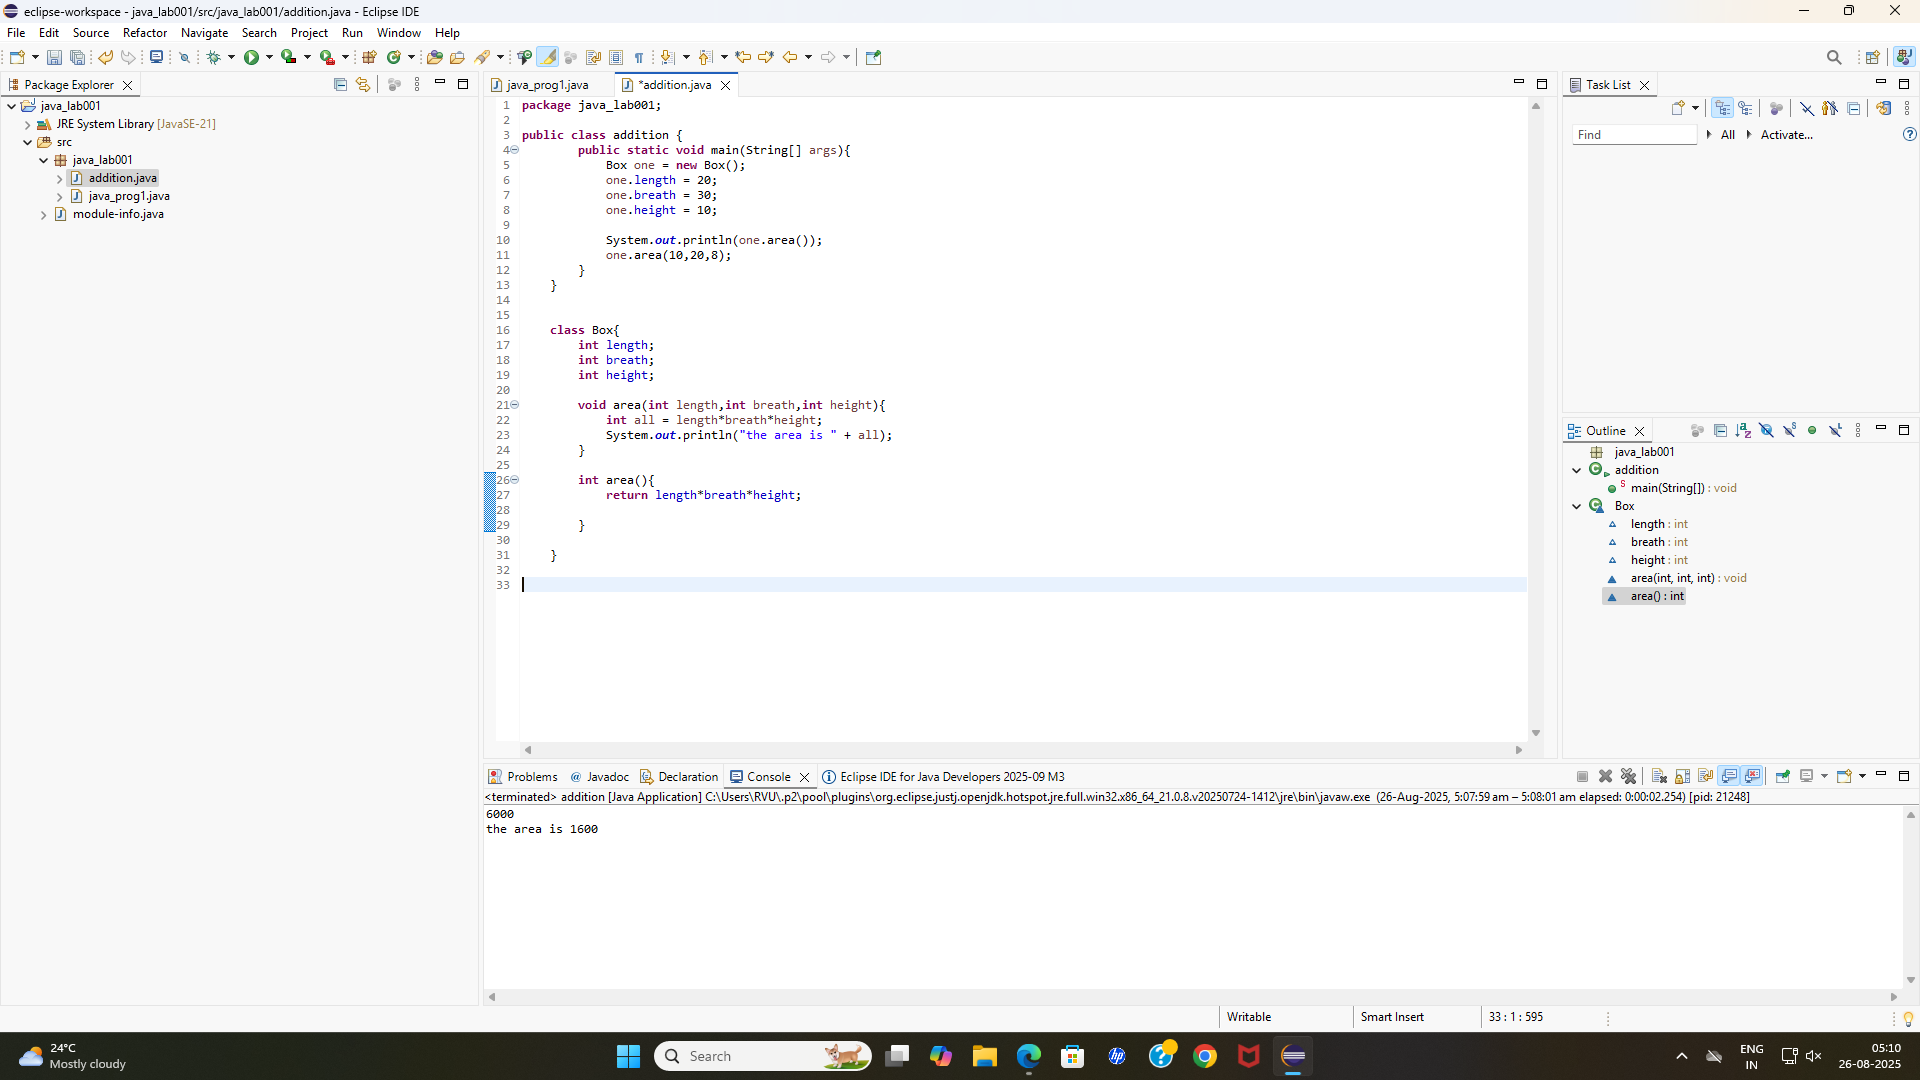 eclipse-workspace - java_lab001/src/java_lab001/addition.java - Eclipse IDE
File Edit Source Refactor Navigate Search Project Run Window Help
Package Explorer
java_lab001
JRE System Library [JavaSE-21]
src
java_lab001
addition.java
java_prog1.java
module-info.java
java_prog1.java
*addition.java
1 package java_lab001;
2
3 public class addition {
4 public static void main(String[] args){
5 Box one = new Box();
6 one.length = 20;
7 one.breath = 30;
8 one.height = 10;
9
10 System.out.println(one.area());
11 one.area(10,20,8);
12 }
13 }
14
15
16 class Box{
17 int length;
18 int breath;
19 int height;
20
21 void area(int length,int breath,int height){
22 int all = length*breath*height;
23 System.out.println("the area is " + all);
24 }
25
26 int area(){
27 return length*breath*height;
28
29 }
30
31 }
32
33
Task List
Find
All
Activate...
Outline
java_lab001
addition
main(String[]) : void
Box
length : int
breath : int
height : int
area(int, int, int) : void
area() : int
Problems
Javadoc
Declaration
Console
Eclipse IDE for Java Developers 2025-09 M3
<terminated> addition [Java Application] C:\Users\RVU\.p2\pool\plugins\org.eclipse.justj.openjdk.hotspot.jre.full.win32.x86_64_21.0.8.v20250724-1412\jre\bin\javaw.exe (26-Aug-2025, 5:07:59 am – 5:08:01 am elapsed: 0:00:02.254) [pid: 21248]
6000
the area is 1600
Writable
Smart Insert
33 : 1 : 595
24°C
Mostly cloudy
Search
hp
ENG
IN
05:10
26-08-2025